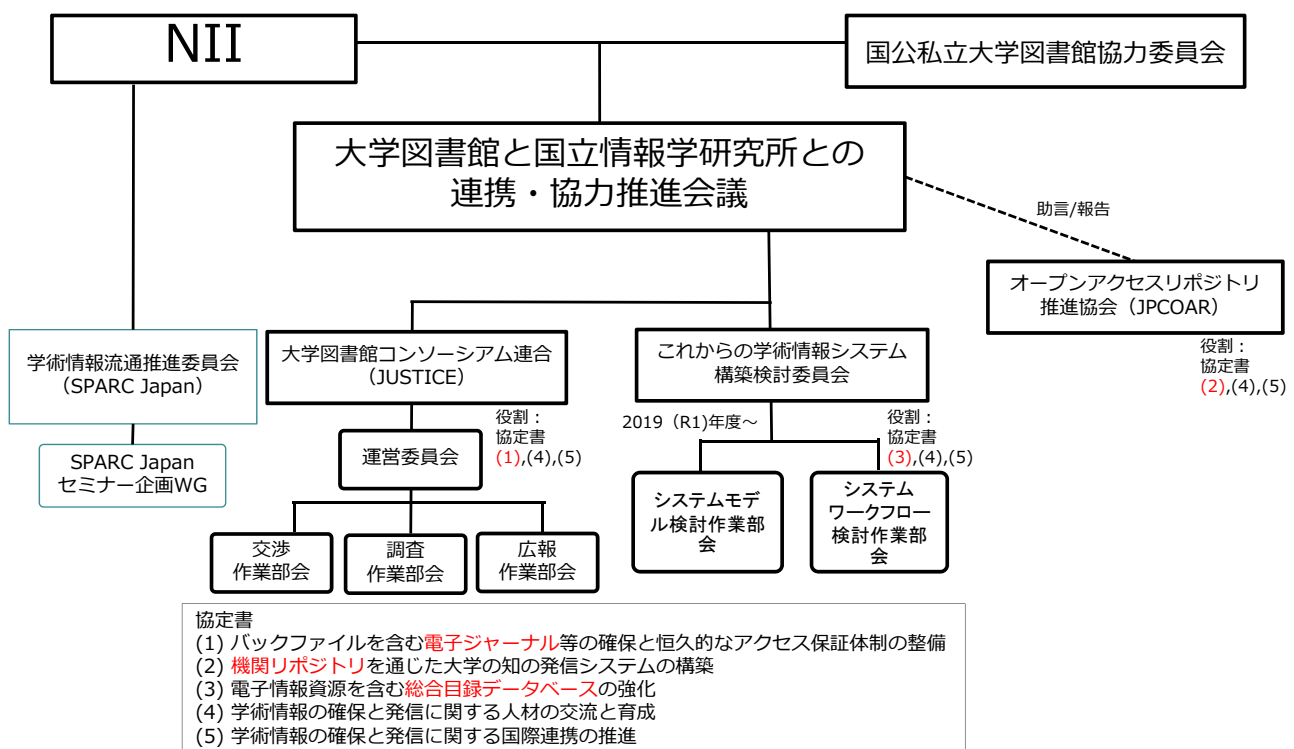 NII
国公私立大学図書館協力委員会
大学図書館と国立情報学研究所との
連携・協力推進会議
助言/報告
オープンアクセスリポジトリ
推進協会（JPCOAR）
役割：
協定書
(2),(4),(5)
学術情報流通推進委員会
（SPARC Japan）
SPARC Japan
セミナー企画WG
大学図書館コンソーシアム連合
（JUSTICE）
役割：
協定書
(1),(4),(5)
運営委員会
交渉
作業部会
調査
作業部会
広報
作業部会
これからの学術情報システム
構築検討委員会
2019（R1)年度～
役割：
協定書
(3),(4),(5)
システムモデ
ル検討作業部
会
システム
ワークフロー
検討作業部
会
協定書
(1) バックファイルを含む電子ジャーナル等の確保と恒久的なアクセス保証体制の整備
(2) 機関リポジトリを通じた大学の知の発信システムの構築
(3) 電子情報資源を含む総合目録データベースの強化
(4) 学術情報の確保と発信に関する人材の交流と育成
(5) 学術情報の確保と発信に関する国際連携の推進